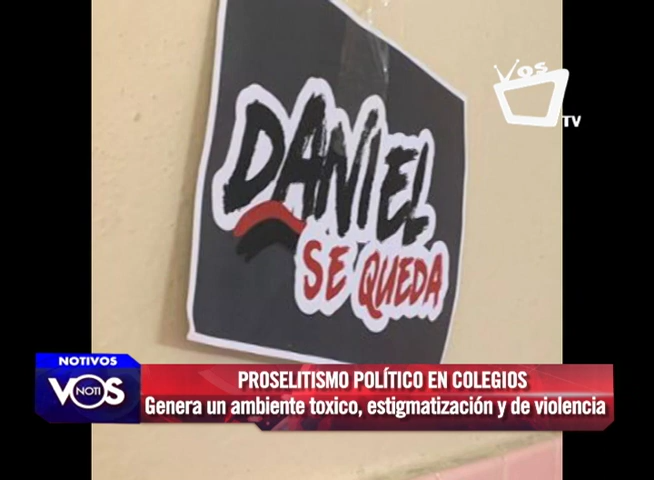 DANIEL
SE QUEDA
VOS
TV
NOTIVOS
VOS
NOTI
PROSELITISMO POLÍTICO EN COLEGIOS
Genera un ambiente toxico, estigmatización y de violencia